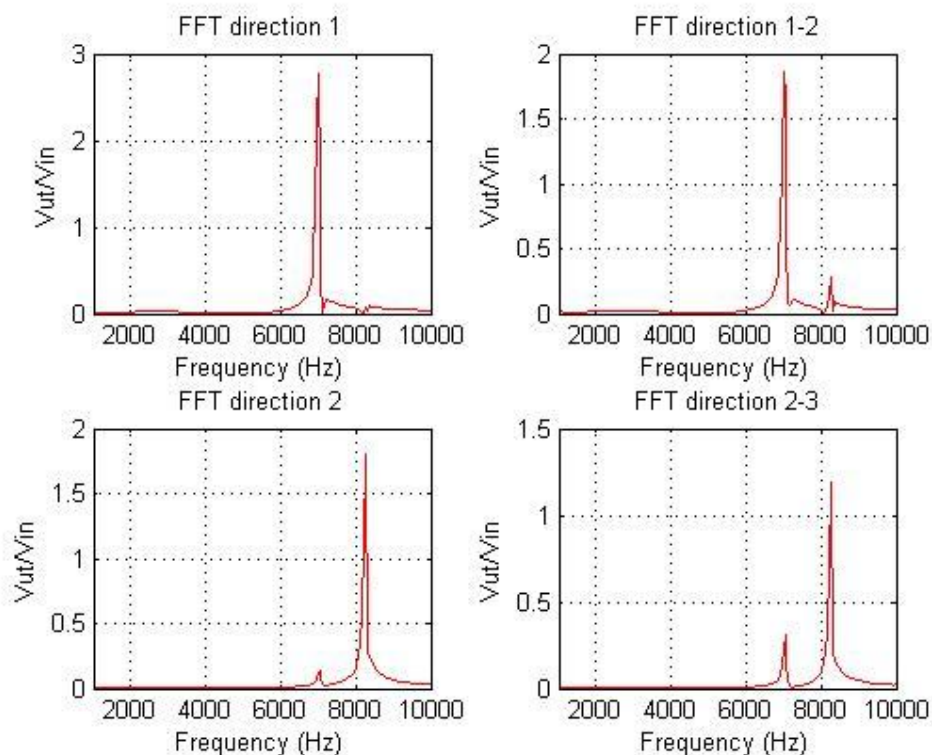 FFT direction 1
3
2
1
0
Vut/Vin
2000 4000 6000 8000 10000
Frequency (Hz)
FFT direction 1-2
2
1.5
1
0.5
0
Vut/Vin
2000 4000 6000 8000 10000
Frequency (Hz)
FFT direction 2
2
1.5
1
0.5
0
Vut/Vin
2000 4000 6000 8000 10000
Frequency (Hz)
FFT direction 2-3
1.5
1
0.5
0
Vut/Vin
2000 4000 6000 8000 10000
Frequency (Hz)